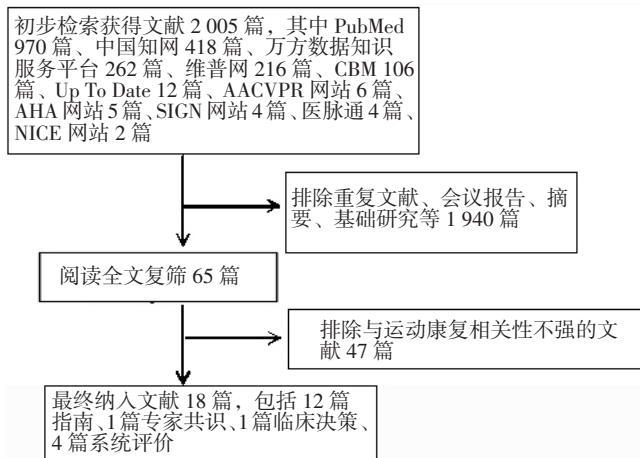 初步检索获得文献 2 005 篇，其中 PubMed
970 篇、中国知网 418 篇、万方数据知识
服务平台 262 篇、维普网 216 篇、CBM 106
篇、Up To Date 12 篇、AACVPR 网站 6 篇、
AHA 网站 5 篇、SIGN 网站 4 篇、医脉通 4 篇、
NICE 网站 2 篇
排除重复文献、会议报告、摘
要、基础研究等 1 940 篇
阅读全文复筛 65 篇
排除与运动康复相关性不强的文
献 47 篇
最终纳入文献 18 篇，包括 12 篇
指南、1 篇专家共识、1 篇临床决策、
4 篇系统评价